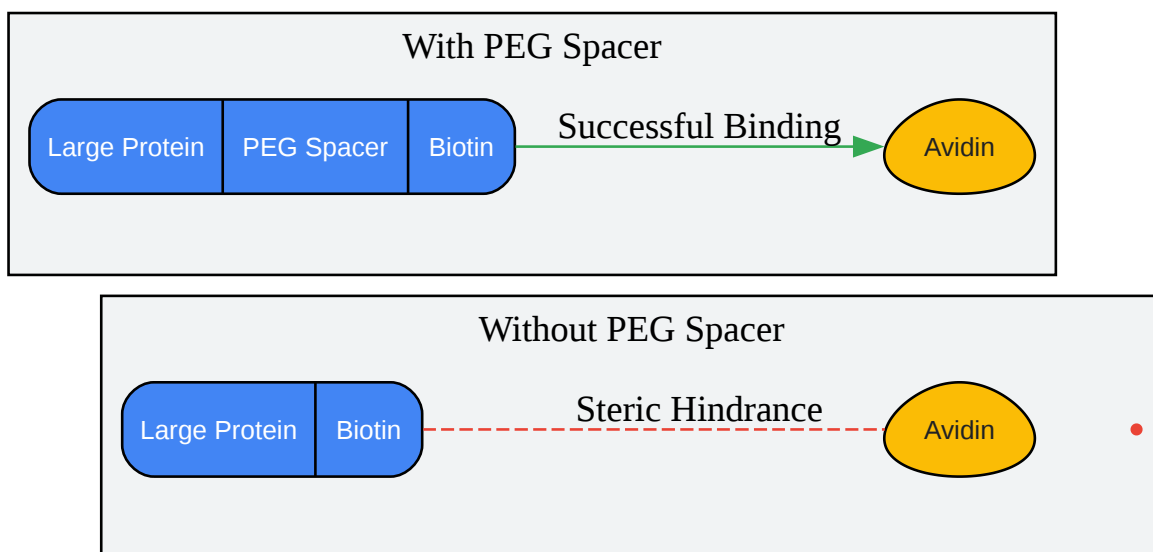 With PEG Spacer
Successful Binding
Large Protein PEG Spacer Biotin Avidin
Without PEG Spacer
Steric Hindrance
Large Protein Biotin Avidin